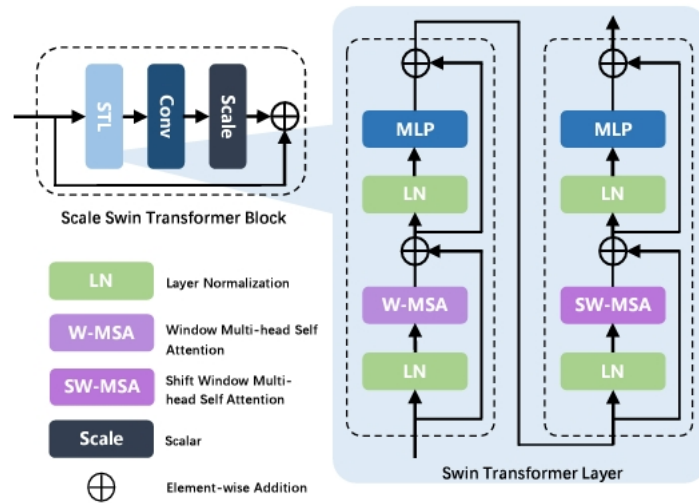 STL
Conv
Scale
Scale Swin Transformer Block
LN
Layer Normalization
W-MSA
Window Multi-head Self
Attention
SW-MSA
Shift Window Multi-
head Self Attention
Scale
Scalar
Element-wise Addition
MLP
LN
W-MSA
LN
MLP
LN
SW-MSA
LN
Swin Transformer Layer